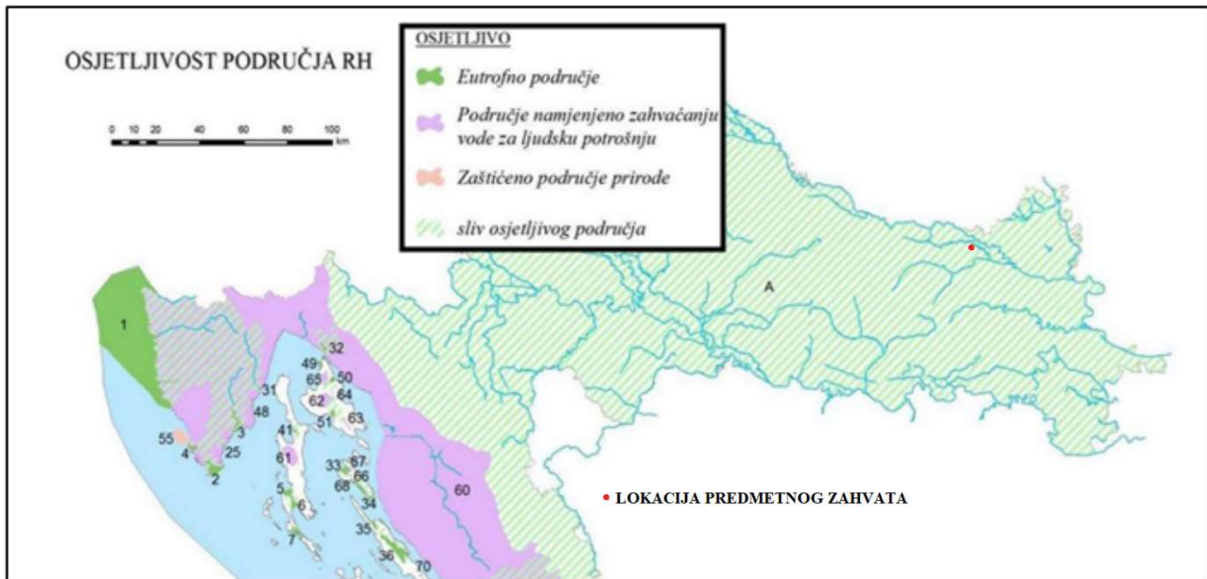 OSJETLJIVOST PODRUČJA RH
0 10 20 40 60 80 100
km
OSJETLJIVO
Eutrofno područje
Područje namjenjeno zahvaćanju
vode za ljudsku potrošnju
Zaštićeno područje prirode
sliv osjetljivog područja
A
1
32
49
65
50
31
62
64
48
51
63
3
41
55
4
25
2
61
67
33
66
68
60
5
6
34
7
35
36
70
LOKACIJA PREDMETNOG ZAHVATA